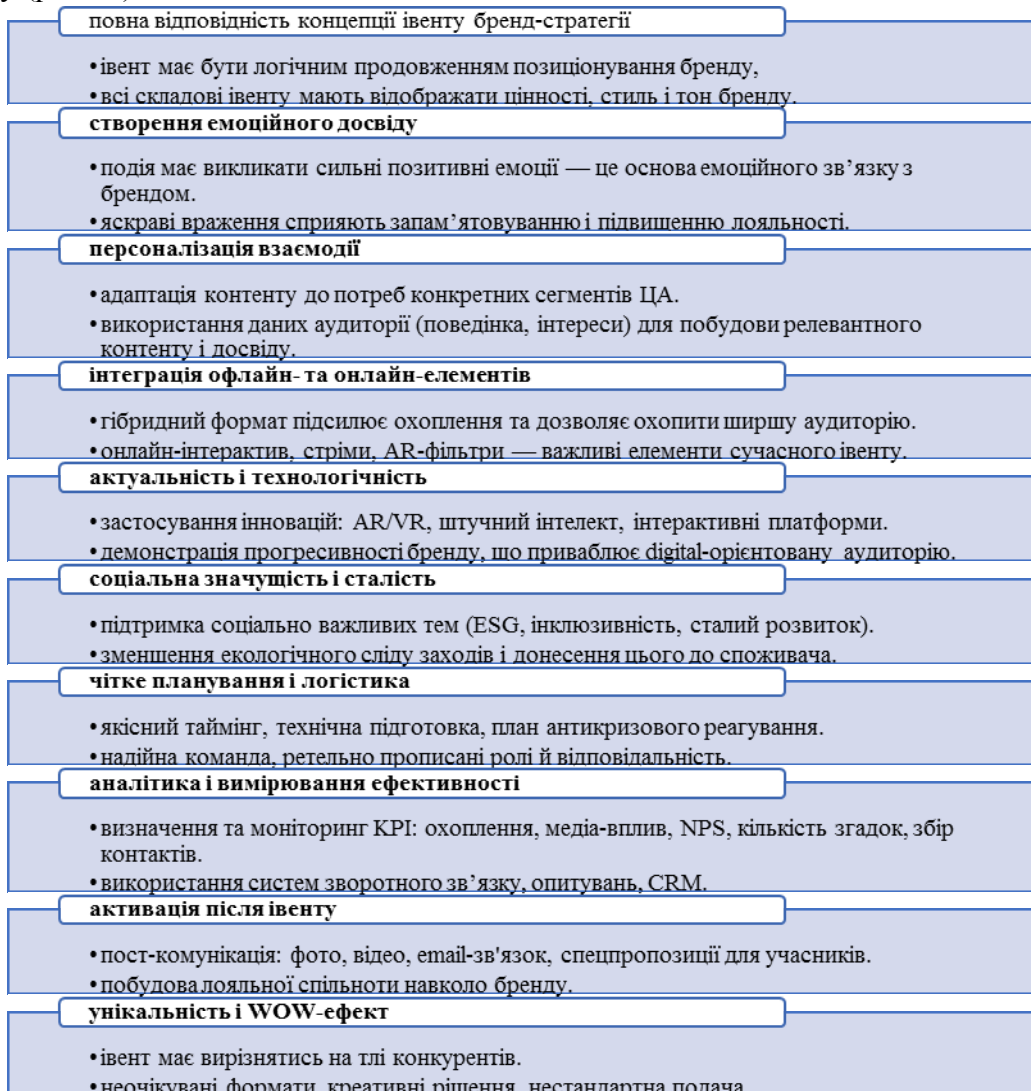 повна відповідність концепції івенту бренд-стратегії
•івент має бути логічним продовженням позиціонування бренду,
•всі складові івенту мають відображати цінності, стиль і тон бренду.
створення емоційного досвіду
•подія має викликати сильні позитивні емоції — це основа емоційного зв’язку з
брендом.
•яскраві враження сприяють запам’ятовуванню і підвищенню лояльності.
персоналізація взаємодії
•адаптація контенту до потреб конкретних сегментів ЦА.
•використання даних аудиторії (поведінка, інтереси) для побудови релевантного
контенту і досвіду.
інтеграція офлайн- та онлайн-елементів
•гібридний формат підсилює охоплення та дозволяє охопити ширшу аудиторію.
•онлайн-інтерактив, стріми, AR-фільтри — важливі елементи сучасного івенту.
актуальність і технологічність
•застосування інновацій: AR/VR, штучний інтелект, інтерактивні платформи.
•демонстрація прогресивності бренду, що приваблює digital-орієнтовану аудиторію.
соціальна значущість і сталість
•підтримка соціально важливих тем (ESG, інклюзивність, сталий розвиток).
•зменшення екологічного сліду заходів і донесення цього до споживача.
чітке планування і логістика
•якісний таймінг, технічна підготовка, план антикризового реагування.
•надійна команда, ретельно прописані ролі й відповідальність.
аналітика і вимірювання ефективності
•визначення та моніторинг KPI: охоплення, медіа-вплив, NPS, кількість згадок, збір
контактів.
•використання систем зворотного зв’язку, опитувань, CRM.
активація після івенту
•пост-комунікація: фото, відео, email-зв'язок, спецпропозиції для учасників.
•побудова лояльної спільноти навколо бренду.
унікальність і WOW-ефект
•івент має вирізнятись на тлі конкурентів.
•неочікувані формати, креативні рішення, нестандартна подача